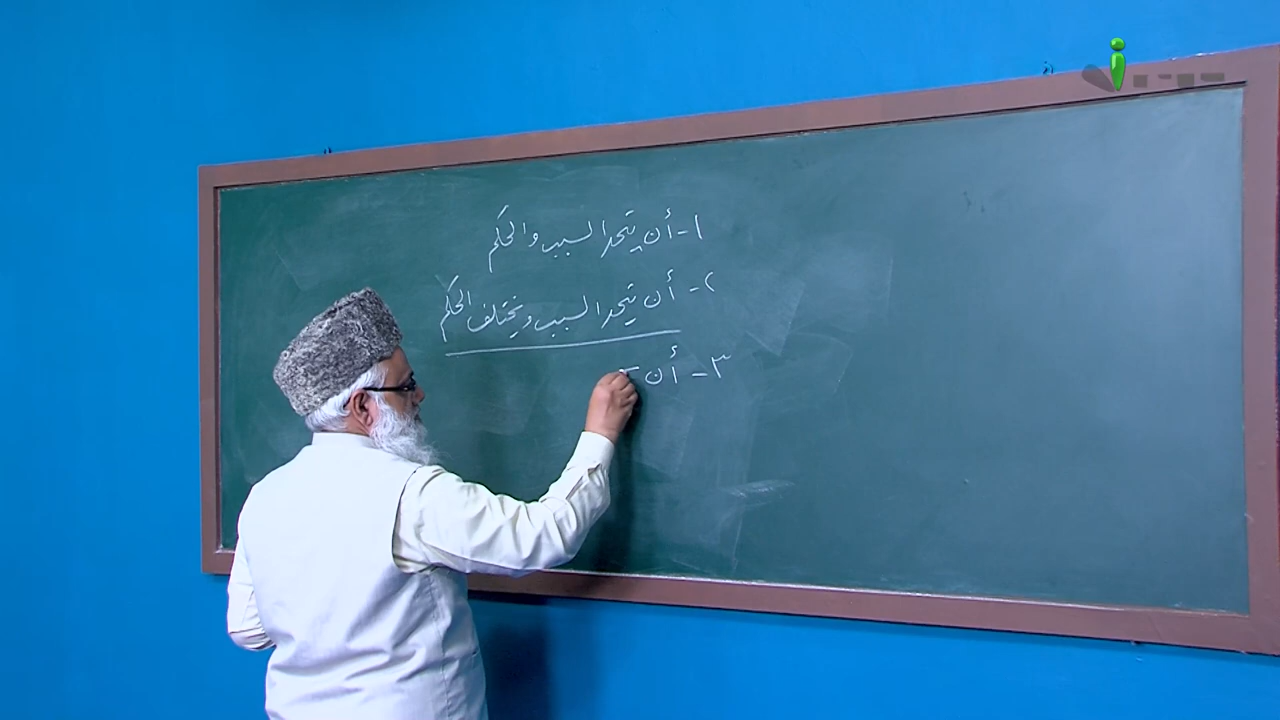 ١- أن يتحد السبب والحكم
٢- أن يتحد السبب ويختلف الحكم
٣- أن